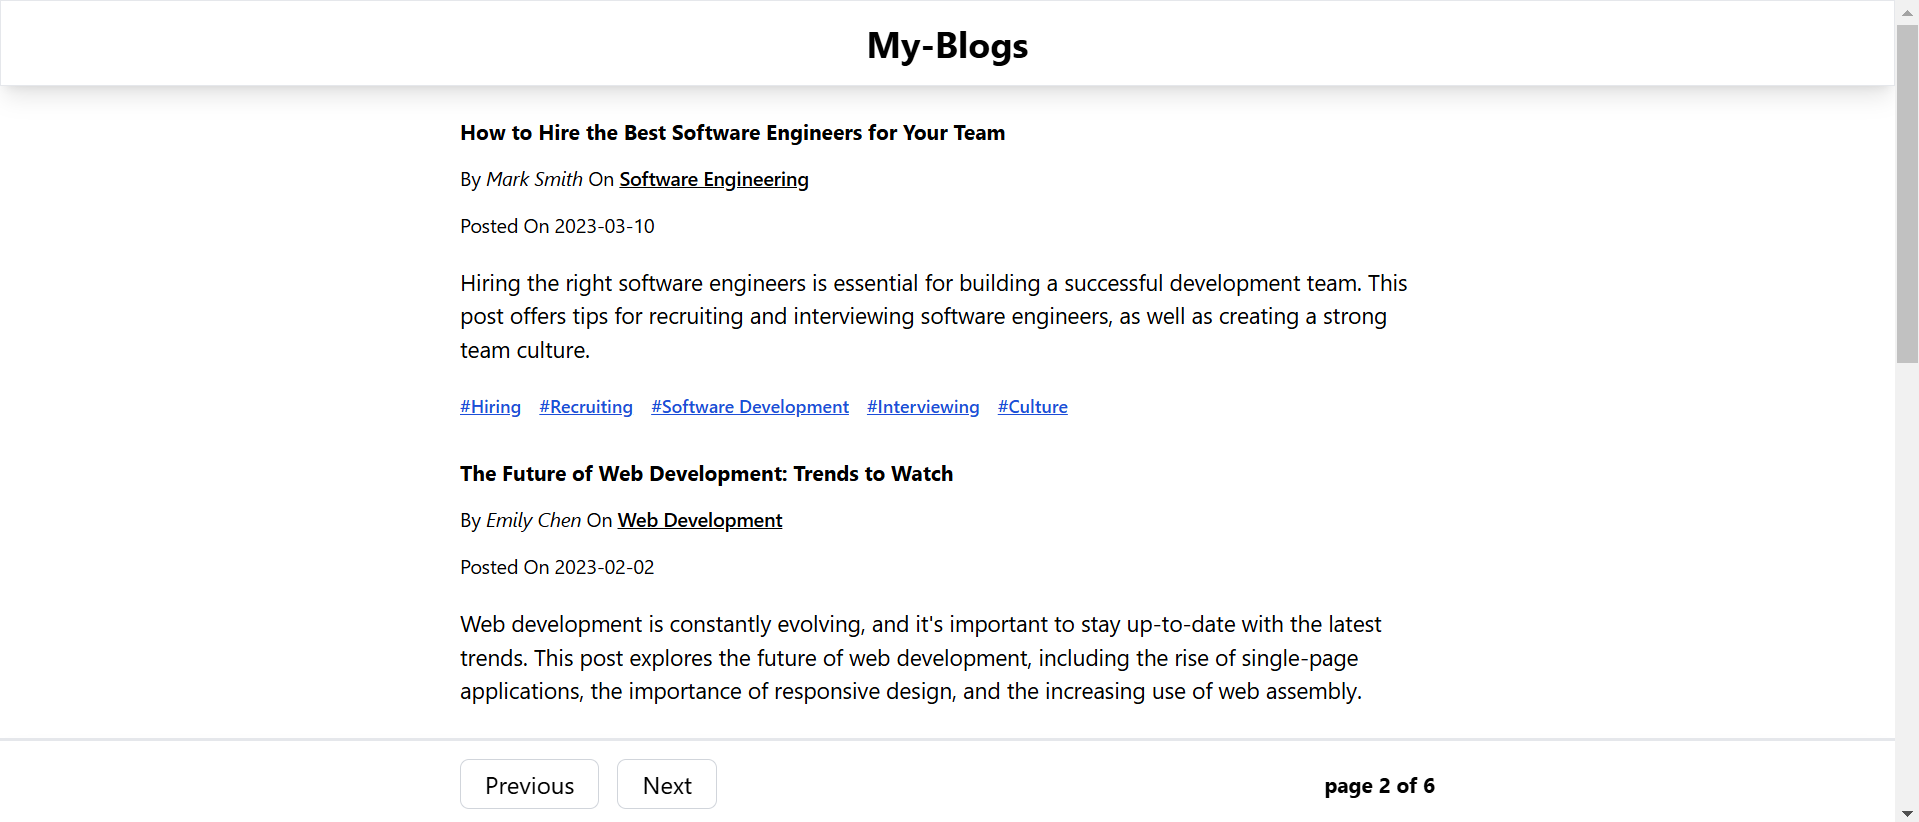 My-Blogs
How to Hire the Best Software Engineers for Your Team
By Mark Smith On Software Engineering
Posted On 2023-03-10
Hiring the right software engineers is essential for building a successful development team. This
post offers tips for recruiting and interviewing software engineers, as well as creating a strong
team culture.
#Hiring #Recruiting #Software Development #Interviewing #Culture
The Future of Web Development: Trends to Watch
By Emily Chen On Web Development
Posted On 2023-02-02
Web development is constantly evolving, and it's important to stay up-to-date with the latest
trends. This post explores the future of web development, including the rise of single-page
applications, the importance of responsive design, and the increasing use of web assembly.
Previous Next page 2 of 6